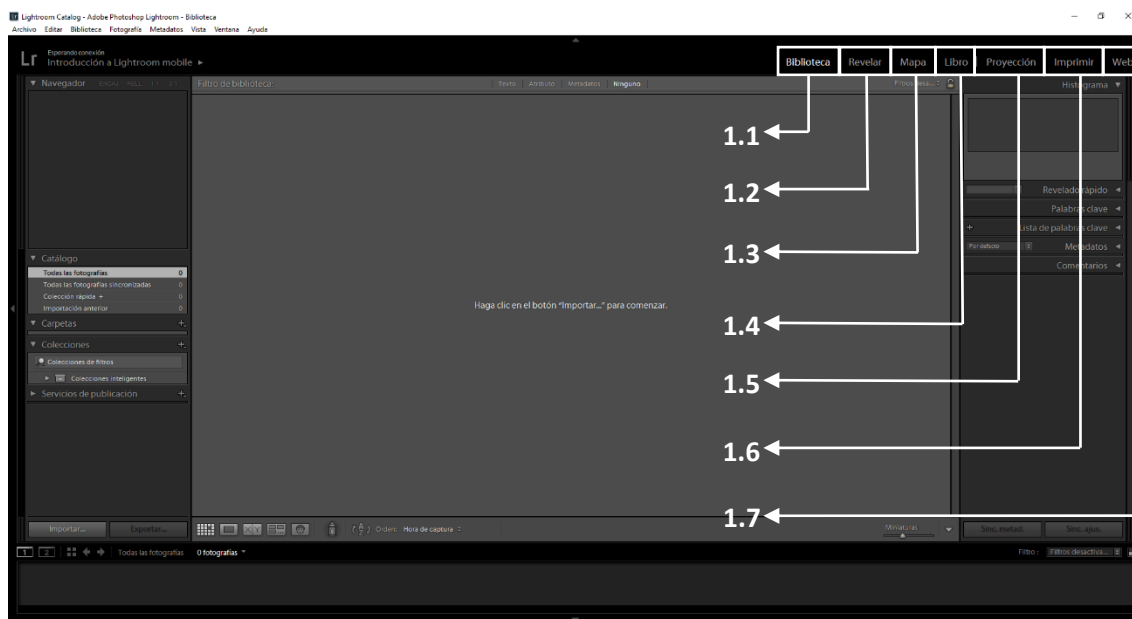 Lightroom Catalog - Adobe Photoshop Lightroom - Biblioteca
Archivo Editar Biblioteca Fotografía Metadatos Vista Ventana Ayuda
Lr
Esperando conexión
Introducción a Lightroom mobile
Biblioteca Revelar Mapa Libro Proyección Imprimir Web
Navegador
Filtro de biblioteca: Texto Atributo Metadatos Ninguno
Histograma
1.1
1.2
1.3
1.4
1.5
1.6
1.7
Revelado rápido
Palabras clave
+ Lista de palabras clave
Por defecto Metadatos
Comentarios
Catálogo
Todas las fotografías 0
Todas las fotografías sincronizadas 0
Colección rápida + 0
Importación anterior 0
Carpetas +
Colecciones +
Colecciones de filtros
Colecciones inteligentes
Servicios de publicación +
Haga clic en el botón "Importar..." para comenzar.
Importar... Exportar...
XY Orden: Hora de captura
Miniaturas
Sinc. metad. Sinc. ajus.
1 2 Todas las fotografías 0 fotografías
Filtro : Filtros desactiva...